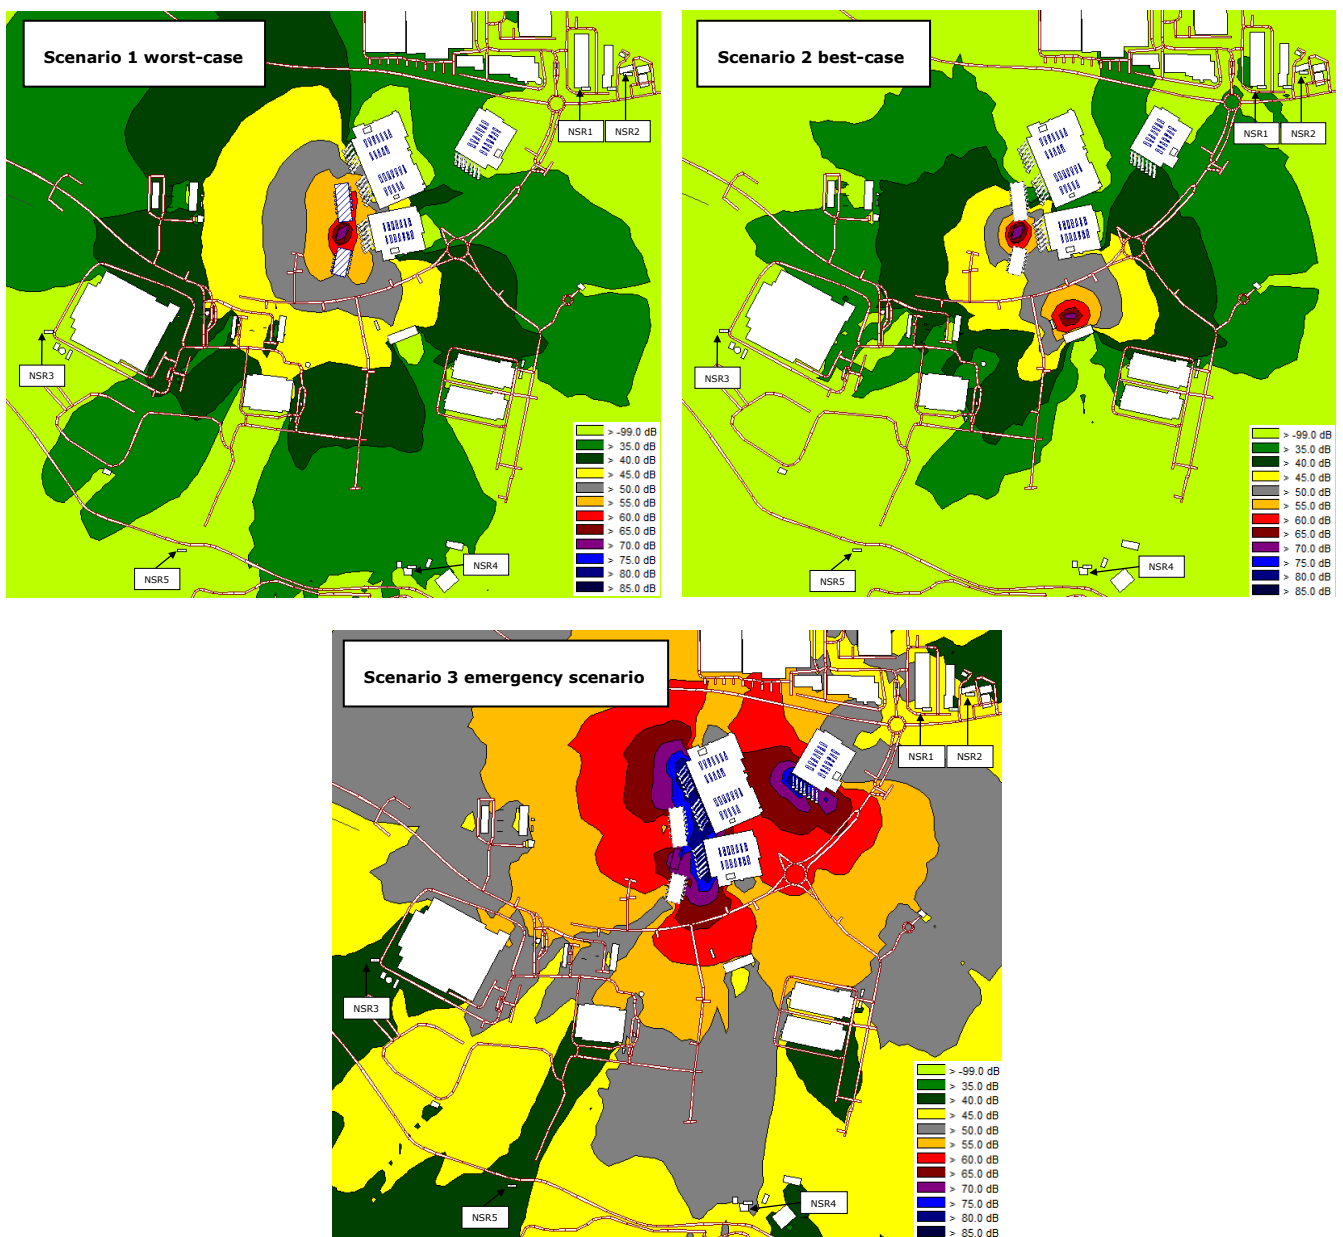 Scenario 1 worst-case
NSR1
NSR2
NSR3
NSR5
NSR4
> -99.0 dB
> 35.0 dB
> 40.0 dB
> 45.0 dB
> 50.0 dB
> 55.0 dB
> 60.0 dB
> 65.0 dB
> 70.0 dB
> 75.0 dB
> 80.0 dB
> 85.0 dB
Scenario 2 best-case
NSR1
NSR2
NSR3
NSR5
NSR4
> -99.0 dB
> 35.0 dB
> 40.0 dB
> 45.0 dB
> 50.0 dB
> 55.0 dB
> 60.0 dB
> 65.0 dB
> 70.0 dB
> 75.0 dB
> 80.0 dB
> 85.0 dB
Scenario 3 emergency scenario
NSR1
NSR2
NSR3
NSR5
NSR4
> -99.0 dB
> 35.0 dB
> 40.0 dB
> 45.0 dB
> 50.0 dB
> 55.0 dB
> 60.0 dB
> 65.0 dB
> 70.0 dB
> 75.0 dB
> 80.0 dB
> 85.0 dB